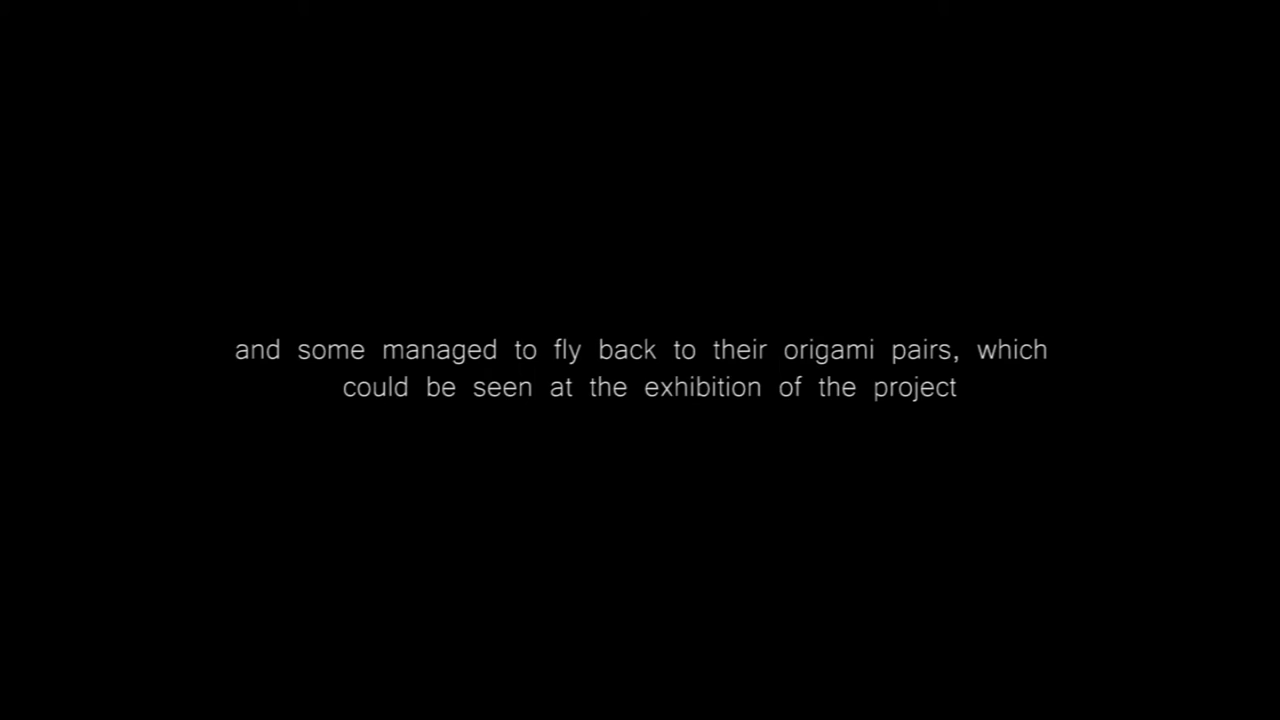 and some managed to fly back to their origami pairs, which
could be seen at the exhibition of the project